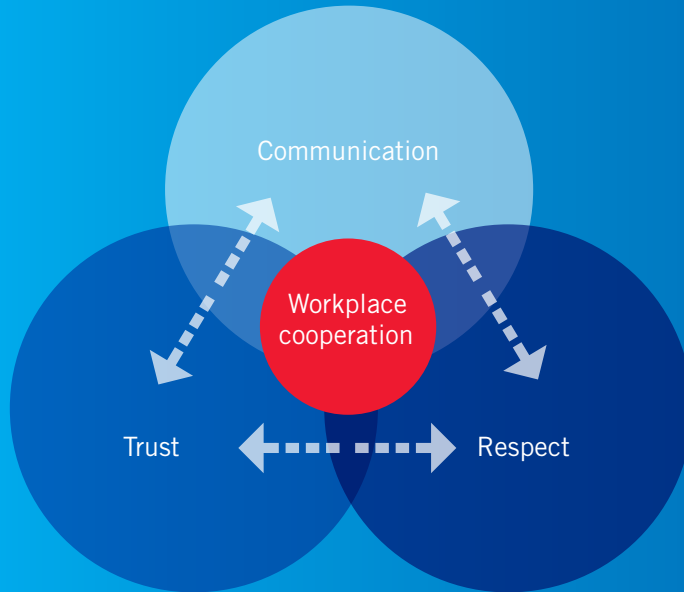 Communication
Workplace
cooperation
Trust
Respect